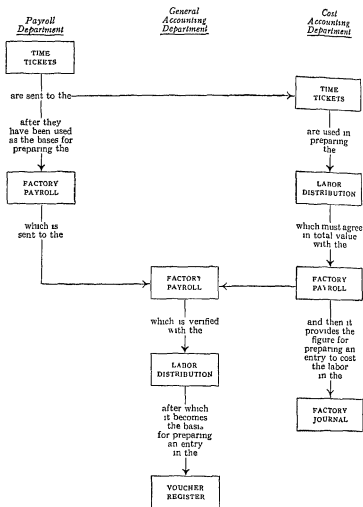 Payroll
Department
TIME
TICKETS
are sent to the
after they
have been used
as the bases for
preparing the
FACTORY
PAYROLL
which is
sent to the
General
Accounting
Department
FACTORY
PAYROLL
which is verified
with the
LABOR
DISTRIBUTION
after which
it becomes
the basis
for preparing
an entry
in the
VOUCHER
REGISTER
Cost
Accounting
Department
TIME
TICKETS
are used in
preparing
the
LABOR
DISTRIBUTION
which must agree
in total value
with the
FACTORY
PAYROLL
and then it
provides the
figure for
preparing an
entry to cost
the labor
in the
FACTORY
JOURNAL